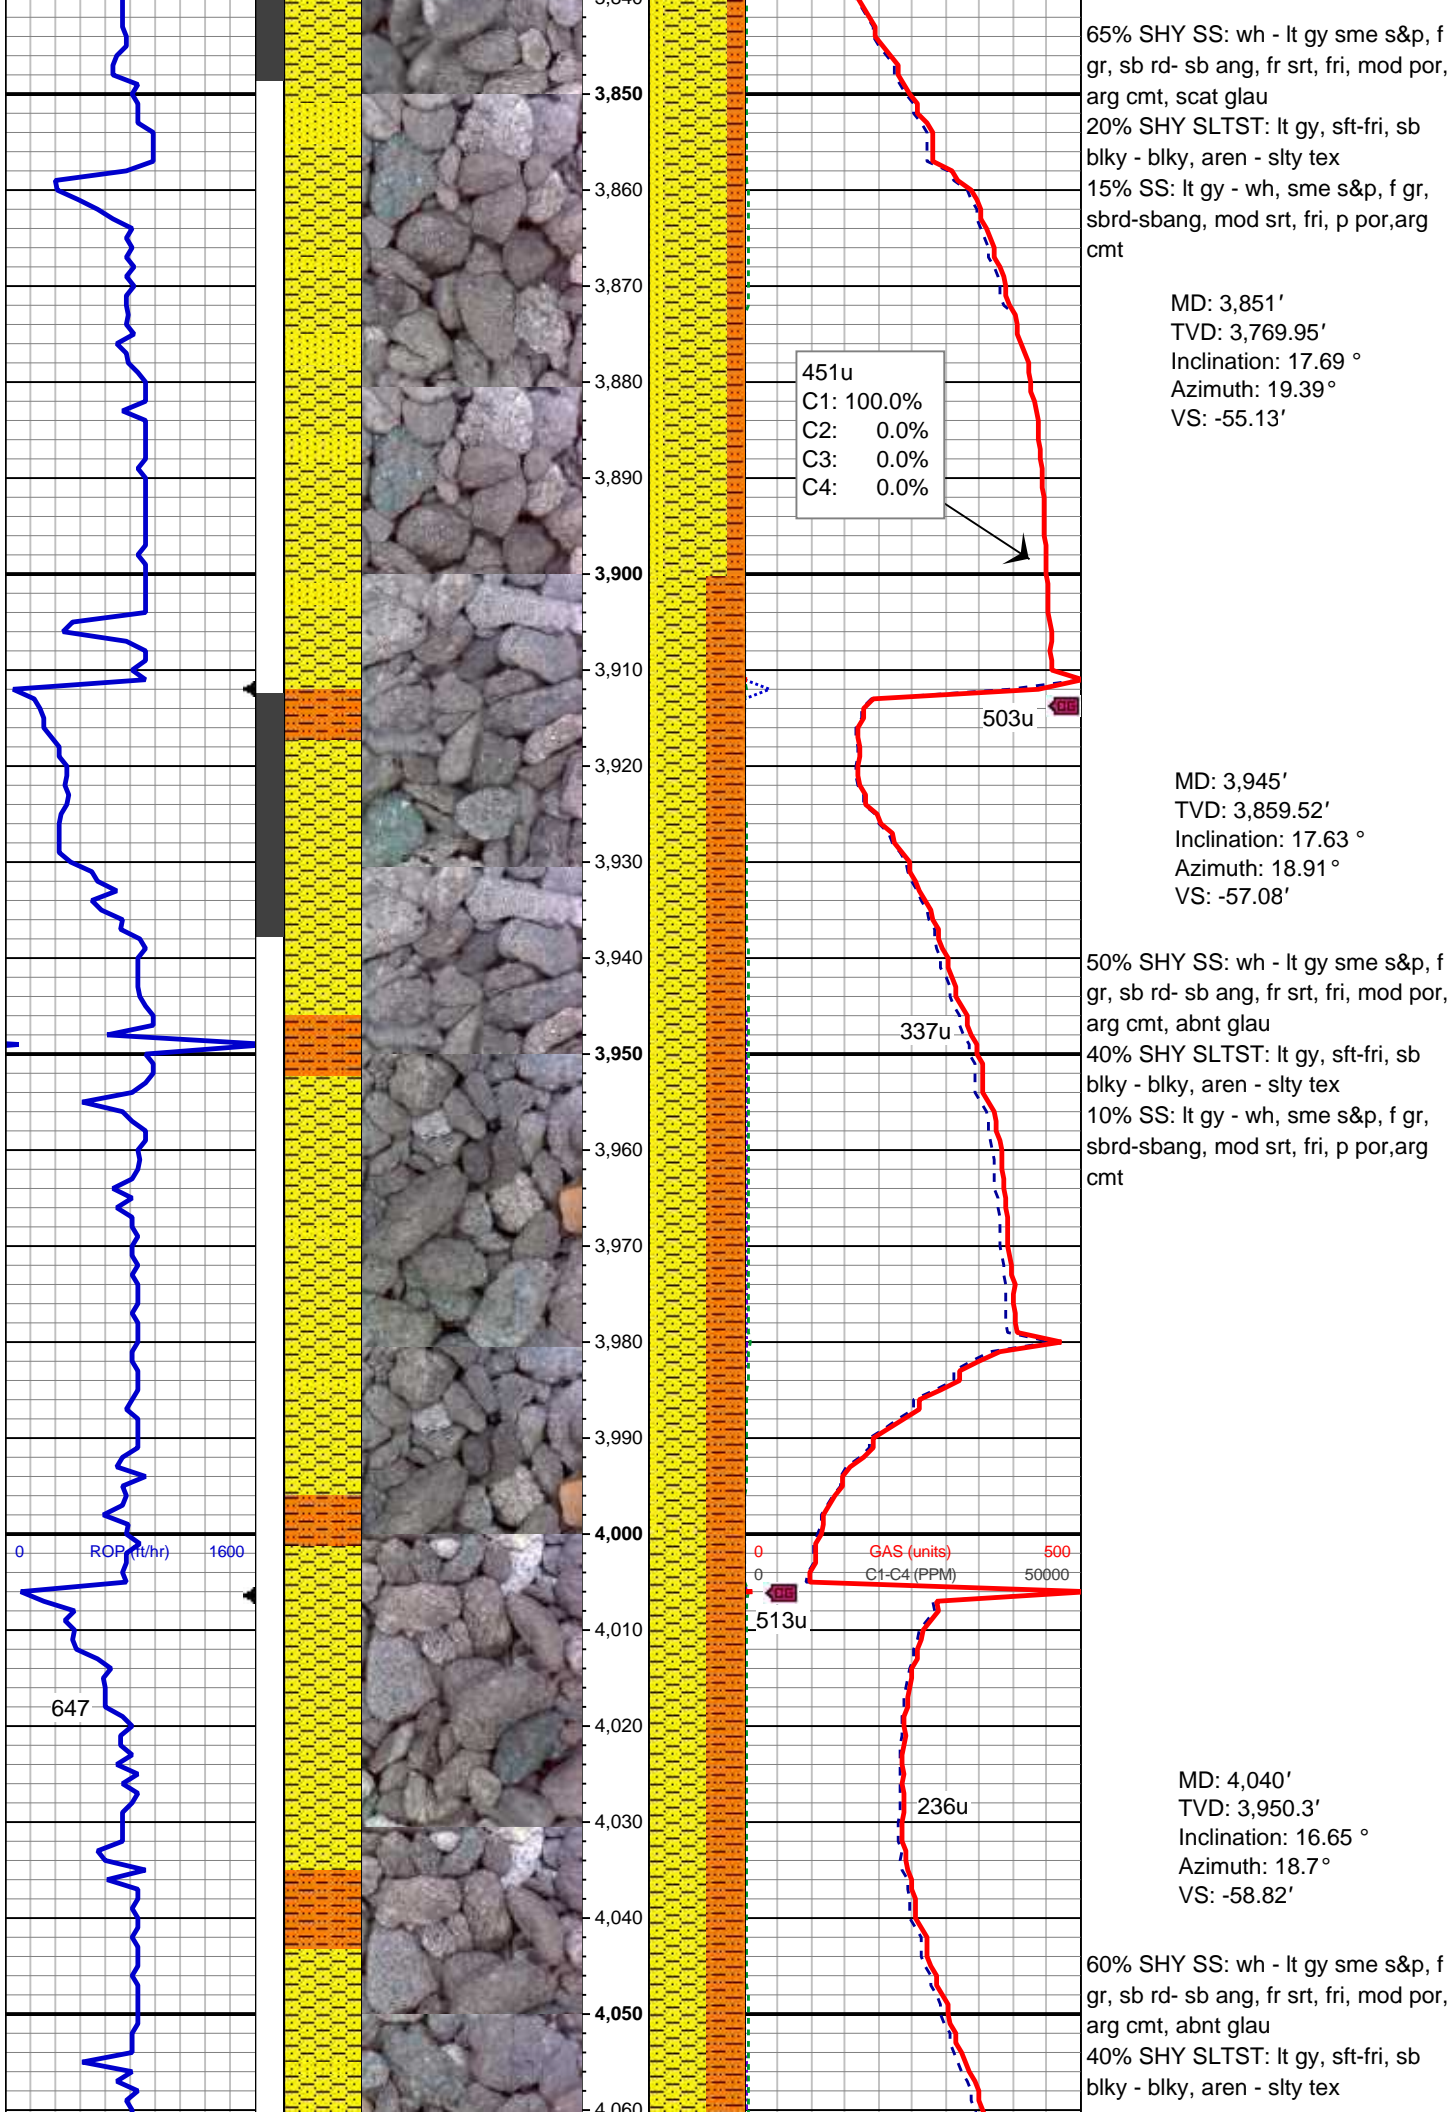 65% SHY SS: wh - lt gy sme s&p, f
gr, sb rd- sb ang, fr srt, fri, mod por,
arg cmt, scat glau
20% SHY SLTST: lt gy, sft-fri, sb
blky - blky, aren - slty tex
15% SS: lt gy - wh, sme s&p, f gr,
sbrd-sbang, mod srt, fri, p por,arg
cmt
3,840
3,850
3,860
3,870
3,880
3,890
3,900
3,910
3,920
3,930
3,940
3,950
3,960
3,970
3,980
3,990
4,000
4,010
4,020
4,030
4,040
4,050
4,060
MD: 3,851'
TVD: 3,769.95'
Inclination: 17.69 °
Azimuth: 19.39°
VS: -55.13'
451u
C1: 100.0%
C2: 0.0%
C3: 0.0%
C4: 0.0%
CG
503u
MD: 3,945'
TVD: 3,859.52'
Inclination: 17.63 °
Azimuth: 18.91°
VS: -57.08'
50% SHY SS: wh - lt gy sme s&p, f
gr, sb rd- sb ang, fr srt, fri, mod por,
arg cmt, abnt glau
40% SHY SLTST: lt gy, sft-fri, sb
blky - blky, aren - slty tex
10% SS: lt gy - wh, sme s&p, f gr,
sbrd-sbang, mod srt, fri, p por,arg
cmt
337u
0 ROP (ft/hr) 1600
0 GAS (units) 500
0 C1-C4 (PPM) 50000
CG
513u
647
236u
MD: 4,040'
TVD: 3,950.3'
Inclination: 16.65 °
Azimuth: 18.7°
VS: -58.82'
60% SHY SS: wh - lt gy sme s&p, f
gr, sb rd- sb ang, fr srt, fri, mod por,
arg cmt, abnt glau
40% SHY SLTST: lt gy, sft-fri, sb
blky - blky, aren - slty tex